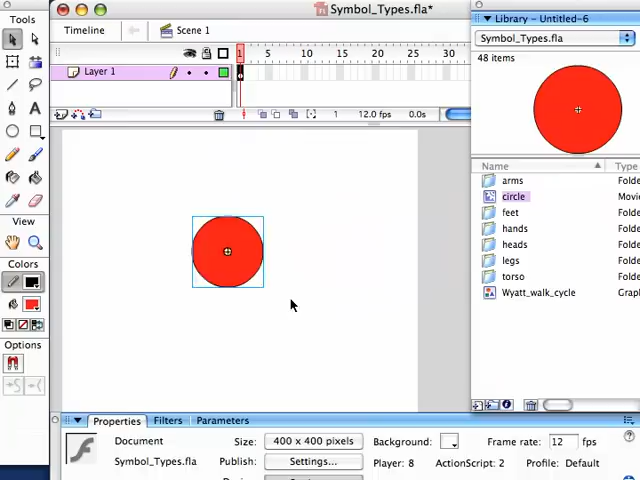 Tools
Symbol_Types.fla*
Timeline
Scene 1
Library - Untitled-6
Symbol_Types.fla
48 items
1 5 10 15 20 25 30
Layer 1
1 12.0 fps 0.0s
A
View
Colors
Options
Name Type
arms Folde
circle Movie
feet Folde
hands Folde
heads Folde
legs Folde
torso Folde
Wyatt_walk_cycle Graph
Properties Filters Parameters
Document Size: 400 x 400 pixels Background: Frame rate: 12 fps
Symbol_Types.fla Publish: Settings... Player: 8 ActionScript: 2 Profile: Default